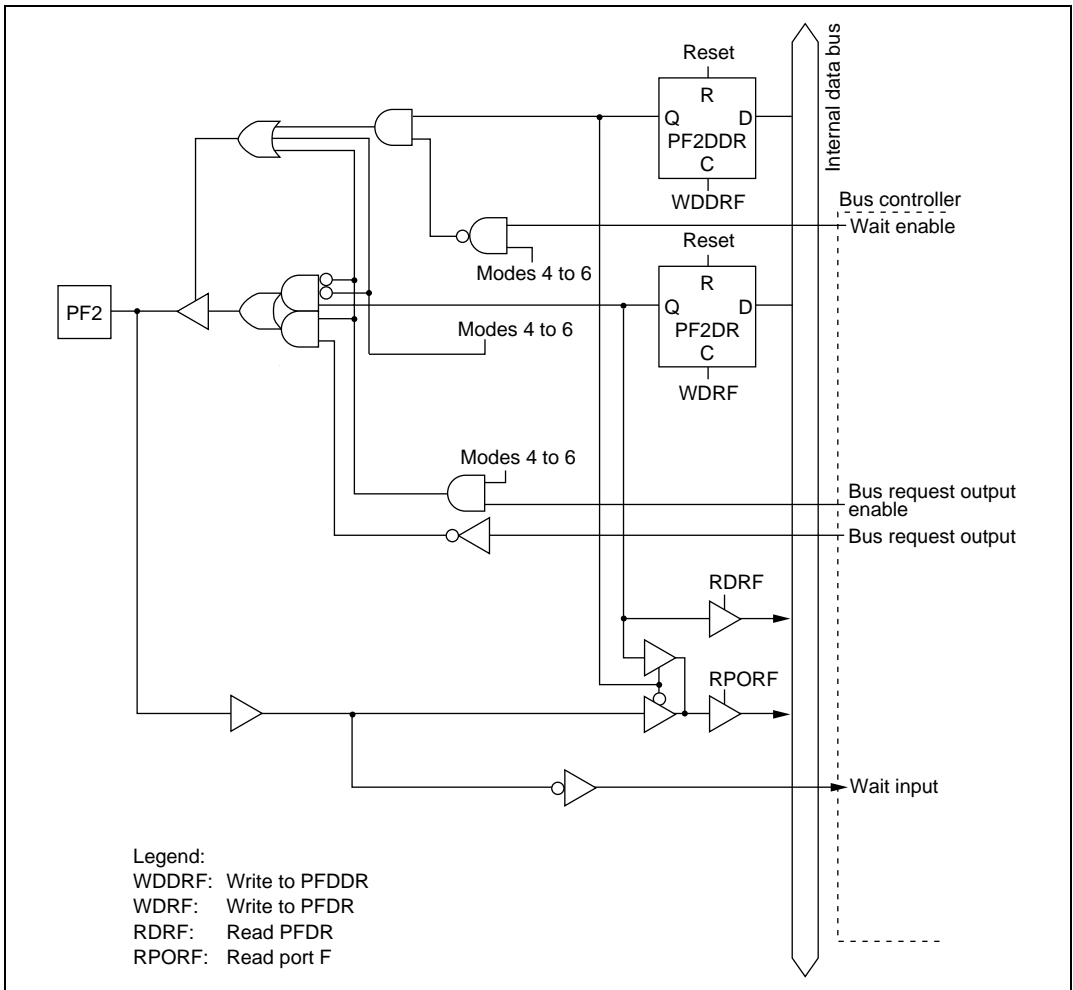 Reset
R
Q
D
PF2DDR
C
WDDRF
Internal data bus
Bus controller
Wait enable
Modes 4 to 6
Reset
R
Q
D
PF2DR
C
WDRF
PF2
Modes 4 to 6
Modes 4 to 6
Bus request output
enable
Bus request output
RDRF
RPORF
Wait input
Legend:
WDDRF: Write to PFDDR
WDRF: Write to PFDR
RDRF: Read PFDR
RPORF: Read port F